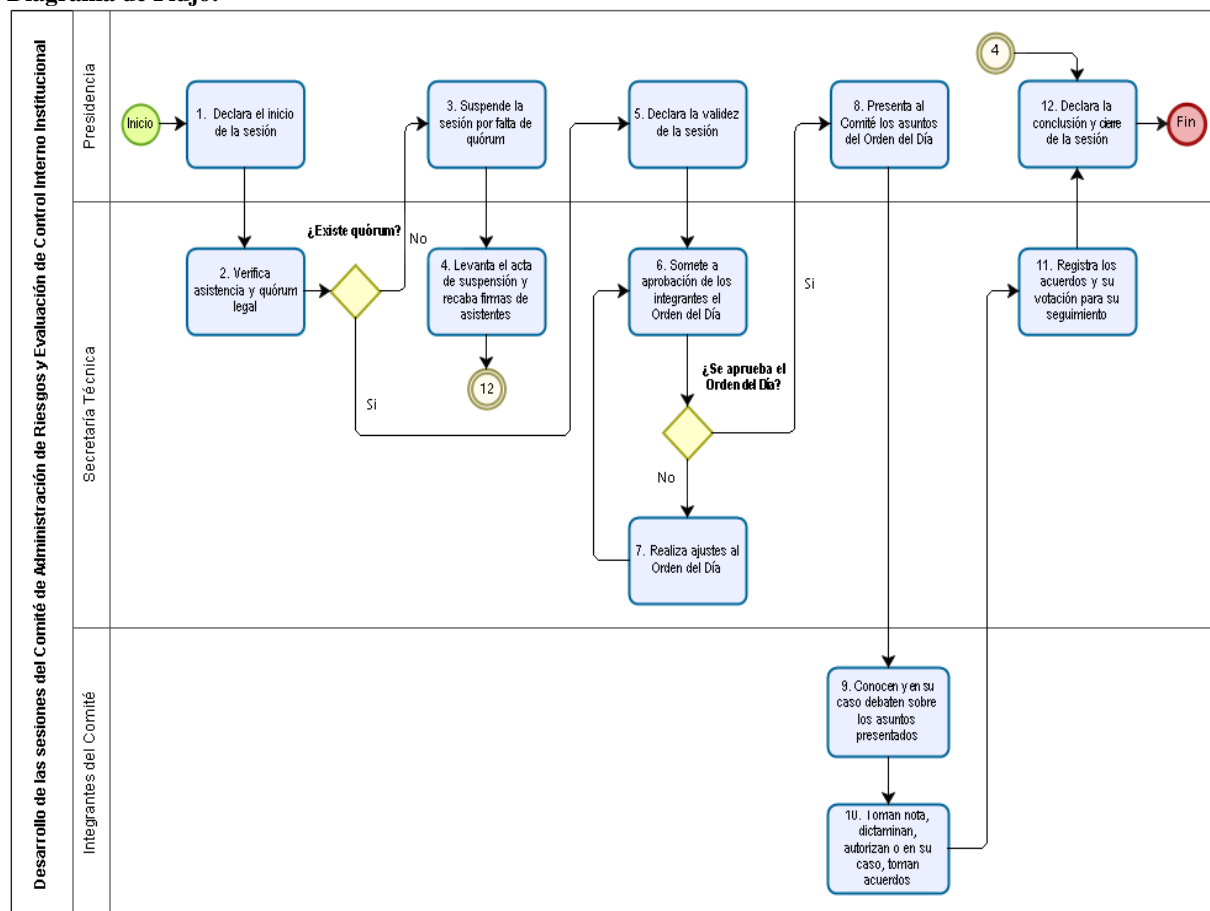 Desarrollo de las sesiones del Comité de Administración de Riesgos y Evaluación de Control Interno Institucional
Presidencia
Inicio
1. Declara el inicio
de la sesión
3. Suspende la
sesión por falta de
quórum
5. Declara la validez
de la sesión
8. Presenta al
Comité los asuntos
del Orden del Día
4
12. Declara la
conclusión y cierre
de la sesión
Fin
Secretaría Técnica
2. Verifica
asistencia y quórum
legal
¿Existe quórum?
No
Si
4. Levanta el acta
de suspensión y
recaba firmas de
asistentes
12
6. Somete a
aprobación de los
integrantes el
Orden del Día
¿Se aprueba el
Orden del Día?
Si
No
7. Realiza ajustes al
Orden del Día
11. Registra los
acuerdos y su
votación para su
seguimiento
Integrantes del Comité
9. Conocen y en su
caso debaten sobre
los asuntos
presentados
10. Toman nota,
dictaminan,
autorizan o en su
caso, toman
acuerdos